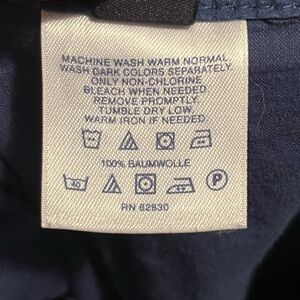 MACHINE WASH WARM NORMAL.
WASH DARK COLORS SEPARATELY.
ONLY NON-CHLORINE
BLEACH WHEN NEEDED.
REMOVE PROMPTLY.
TUMBLE DRY LOW.
WARM IRON IF NEEDED.
100% BAUMWOLLE
40 P
RN 62830